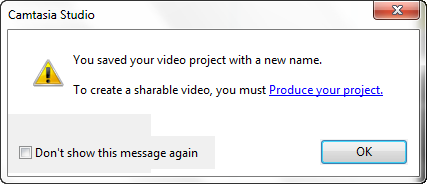 Camtasia Studio
You saved your video project with a new name.
To create a sharable video, you must Produce your project.
Don't show this message again
OK